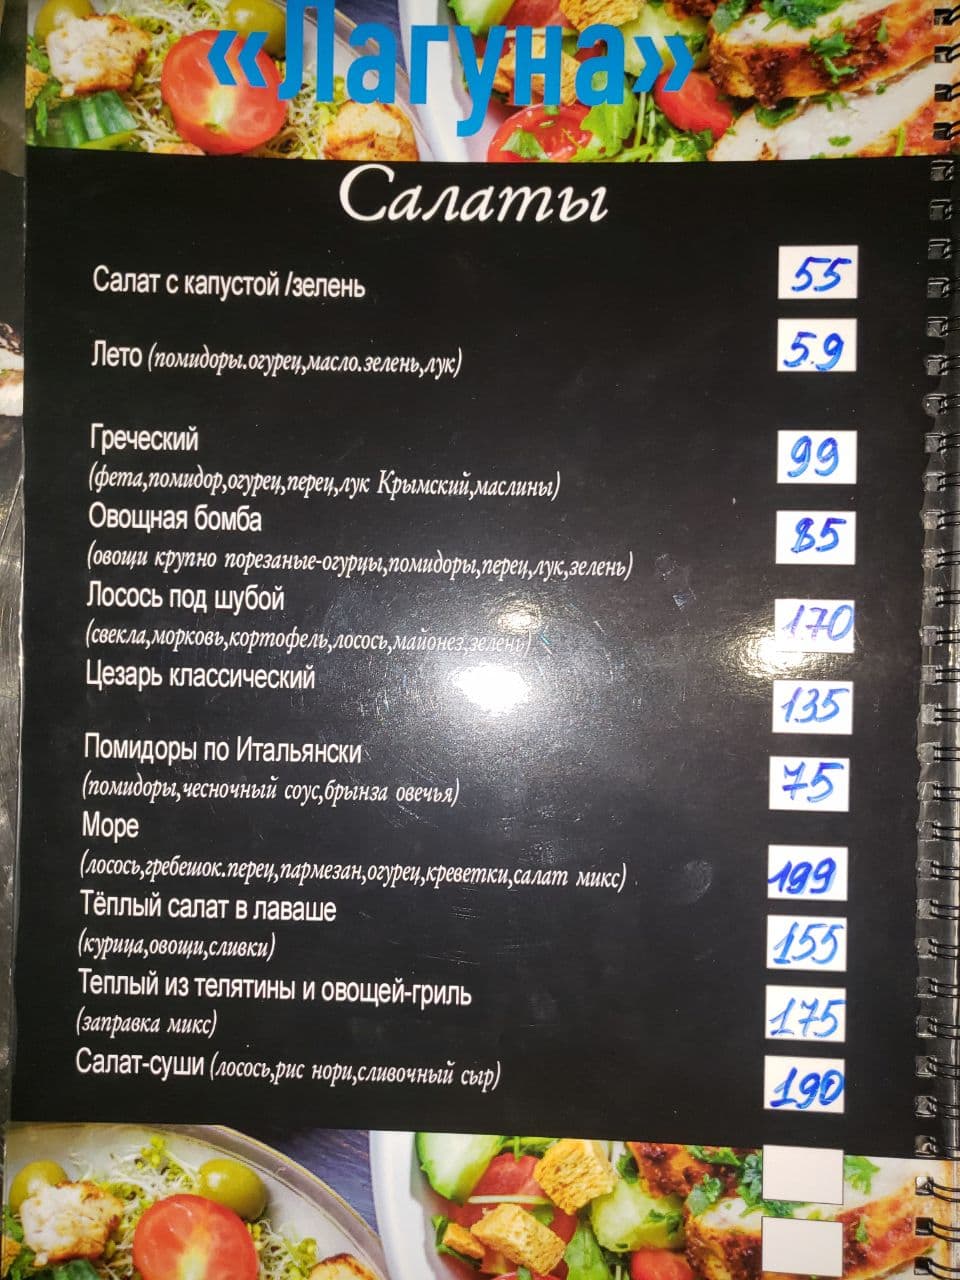 «Лагуна»
Салаты
Салат с капустой /зелень 55
Лето (помидоры.огурец,масло.зелень,лук) 59
Греческий
(фета,помидор,огурец,перец,лук Крымский,маслины) 99
Овощная бомба
(овощи крупно порезаные-огурцы,помидоры,перец,лук,зелень) 85
Лосось под шубой
(свекла,морковь,кортофель,лосось,майонез,зелень) 170
Цезарь классический 135
Помидоры по Итальянски
(помидоры,чесночный соус,брынза овечья) 75
Море
(лосось,гребешок.перец,пармезан,огурец,креветки,салат микс) 199
Тёплый салат в лаваше
(курица,овощи,сливки) 155
Теплый из телятины и овощей-гриль
(заправка микс) 175
Салат-суши (лосось,рис нори,сливочный сыр) 190